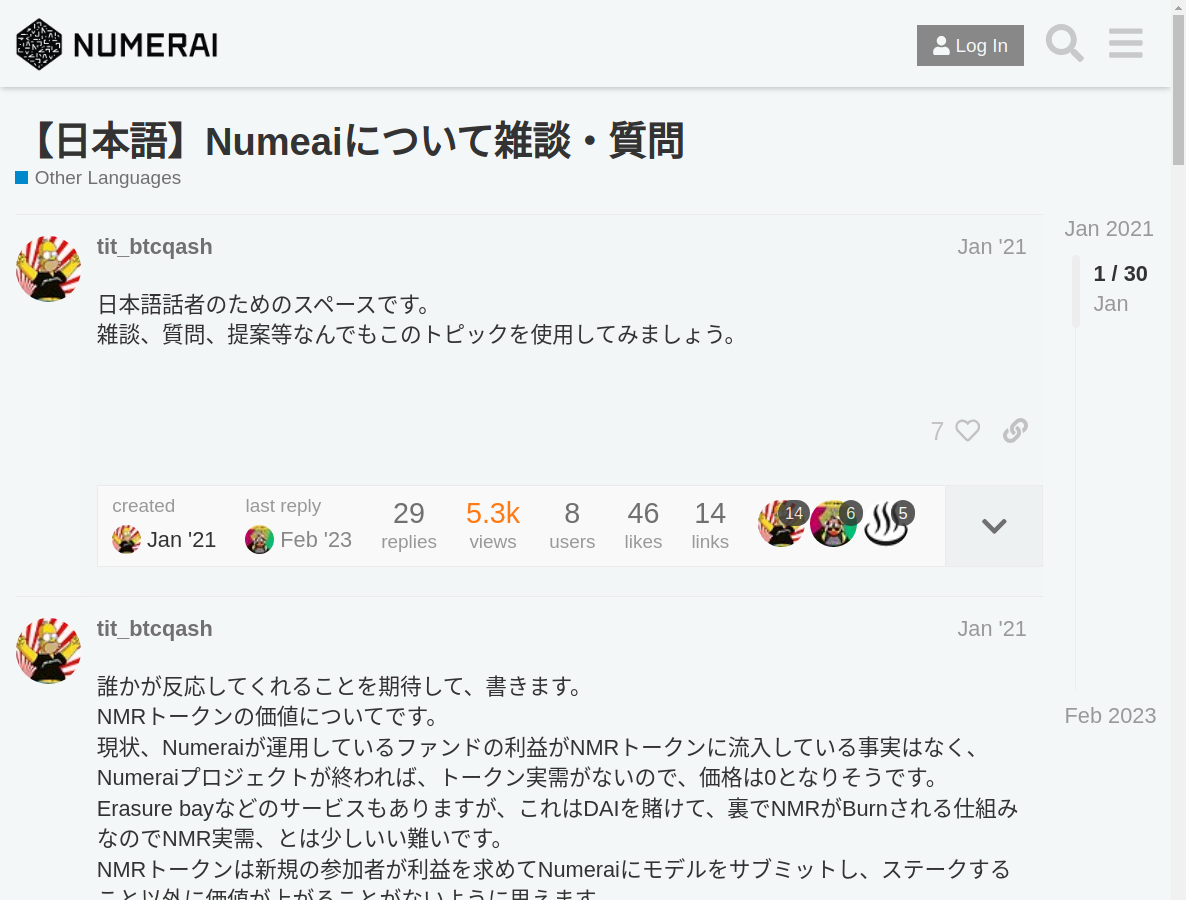 NUMERAI
Log In
【日本語】Numeaiについて雑談・質問
Other Languages
tit_btcqash
Jan '21
日本語話者のためのスペースです。
雑談、質問、提案等なんでもこのトピックを使用してみましょう。
7
created
Jan '21
last reply
Feb '23
29
replies
5.3k
views
8
users
46
likes
14
links
14
6
5
Jan 2021
1 / 30
Jan
Feb 2023
tit_btcqash
Jan '21
誰かが反応してくれることを期待して、書きます。
NMRトークンの価値についてです。
現状、Numeraiが運用しているファンドの利益がNMRトークンに流入している事実はなく、
Numeraiプロジェクトが終われば、トークン実需がないので、価格は0となりそうです。
Erasure bayなどのサービスもありますが、これはDAIを賭けて、裏でNMRがBurnされる仕組み
なのでNMR実需、とは少しいい難いです。
NMRトークンは新規の参加者が利益を求めてNumeraiにモデルをサブミットし、ステークする
こと以外に価値が上がることがないように思えます。